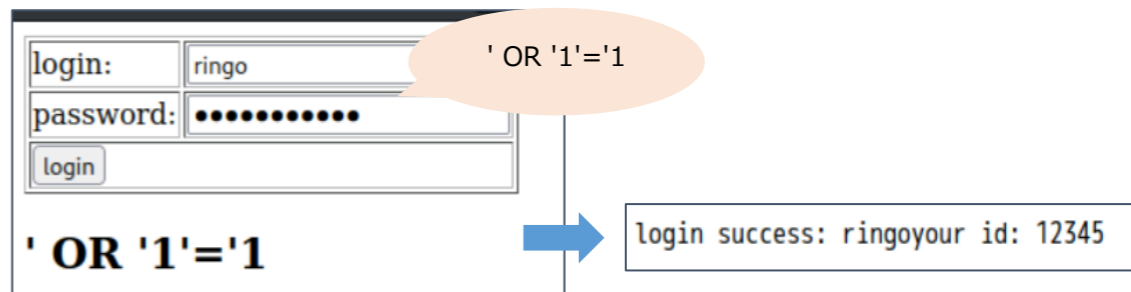 login: ringo
' OR '1'='1
password: •••••••••••
login
' OR '1'='1
login success: ringoyour id: 12345